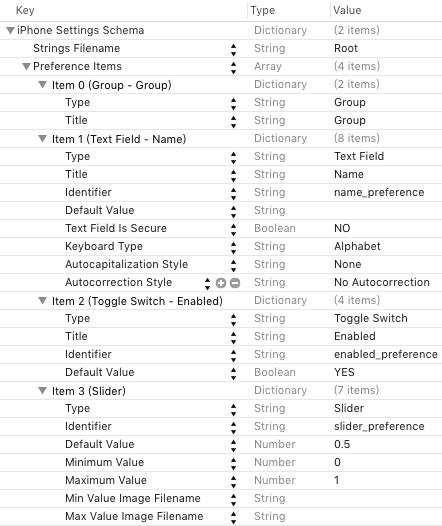 Key Type Value
iPhone Settings Schema Dictionary (2 items)
Strings Filename String Root
Preference Items Array (4 items)
Item 0 (Group - Group) Dictionary (2 items)
Type String Group
Title String Group
Item 1 (Text Field - Name) Dictionary (8 items)
Type String Text Field
Title String Name
Identifier String name_preference
Default Value String
Text Field Is Secure Boolean NO
Keyboard Type String Alphabet
Autocapitalization Style String None
Autocorrection Style String No Autocorrection
Item 2 (Toggle Switch - Enabled) Dictionary (4 items)
Type String Toggle Switch
Title String Enabled
Identifier String enabled_preference
Default Value Boolean YES
Item 3 (Slider) Dictionary (7 items)
Type String Slider
Identifier String slider_preference
Default Value Number 0.5
Minimum Value Number 0
Maximum Value Number 1
Min Value Image Filename String
Max Value Image Filename String